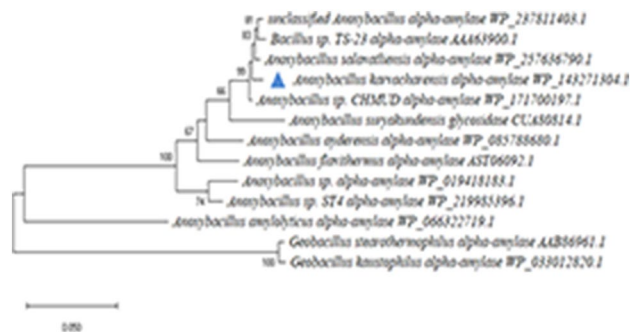 91
unclassified Anoxybacillus alpha-amylase WP_237811403.1
83
Bacillus sp. TS-23 alpha-amylase AAA63900.1
Anoxybacillus salavatliensis alpha-amylase WP_257636790.1
99
Anoxybacillus karvacharensis alpha-amylase WP_143271304.1
Anoxybacillus sp. CHMUD alpha-amylase WP_171700197.1
66
Anoxybacillus suryakundensis glycosidase CUA80814.1
67
Anoxybacillus ayderensis alpha-amylase WP_085788680.1
100
Anoxybacillus flavithermus alpha-amylase AST06092.1
Anoxybacillus sp. alpha-amylase WP_019418183.1
74
Anoxybacillus sp. ST4 alpha-amylase WP_219985396.1
Anoxybacillus amylolyticus alpha-amylase WP_066322719.1
Geobacillus stearothermophilus alpha-amylase AAB86961.1
100
Geobacillus kaustophilus alpha-amylase WP_033012820.1
0.050